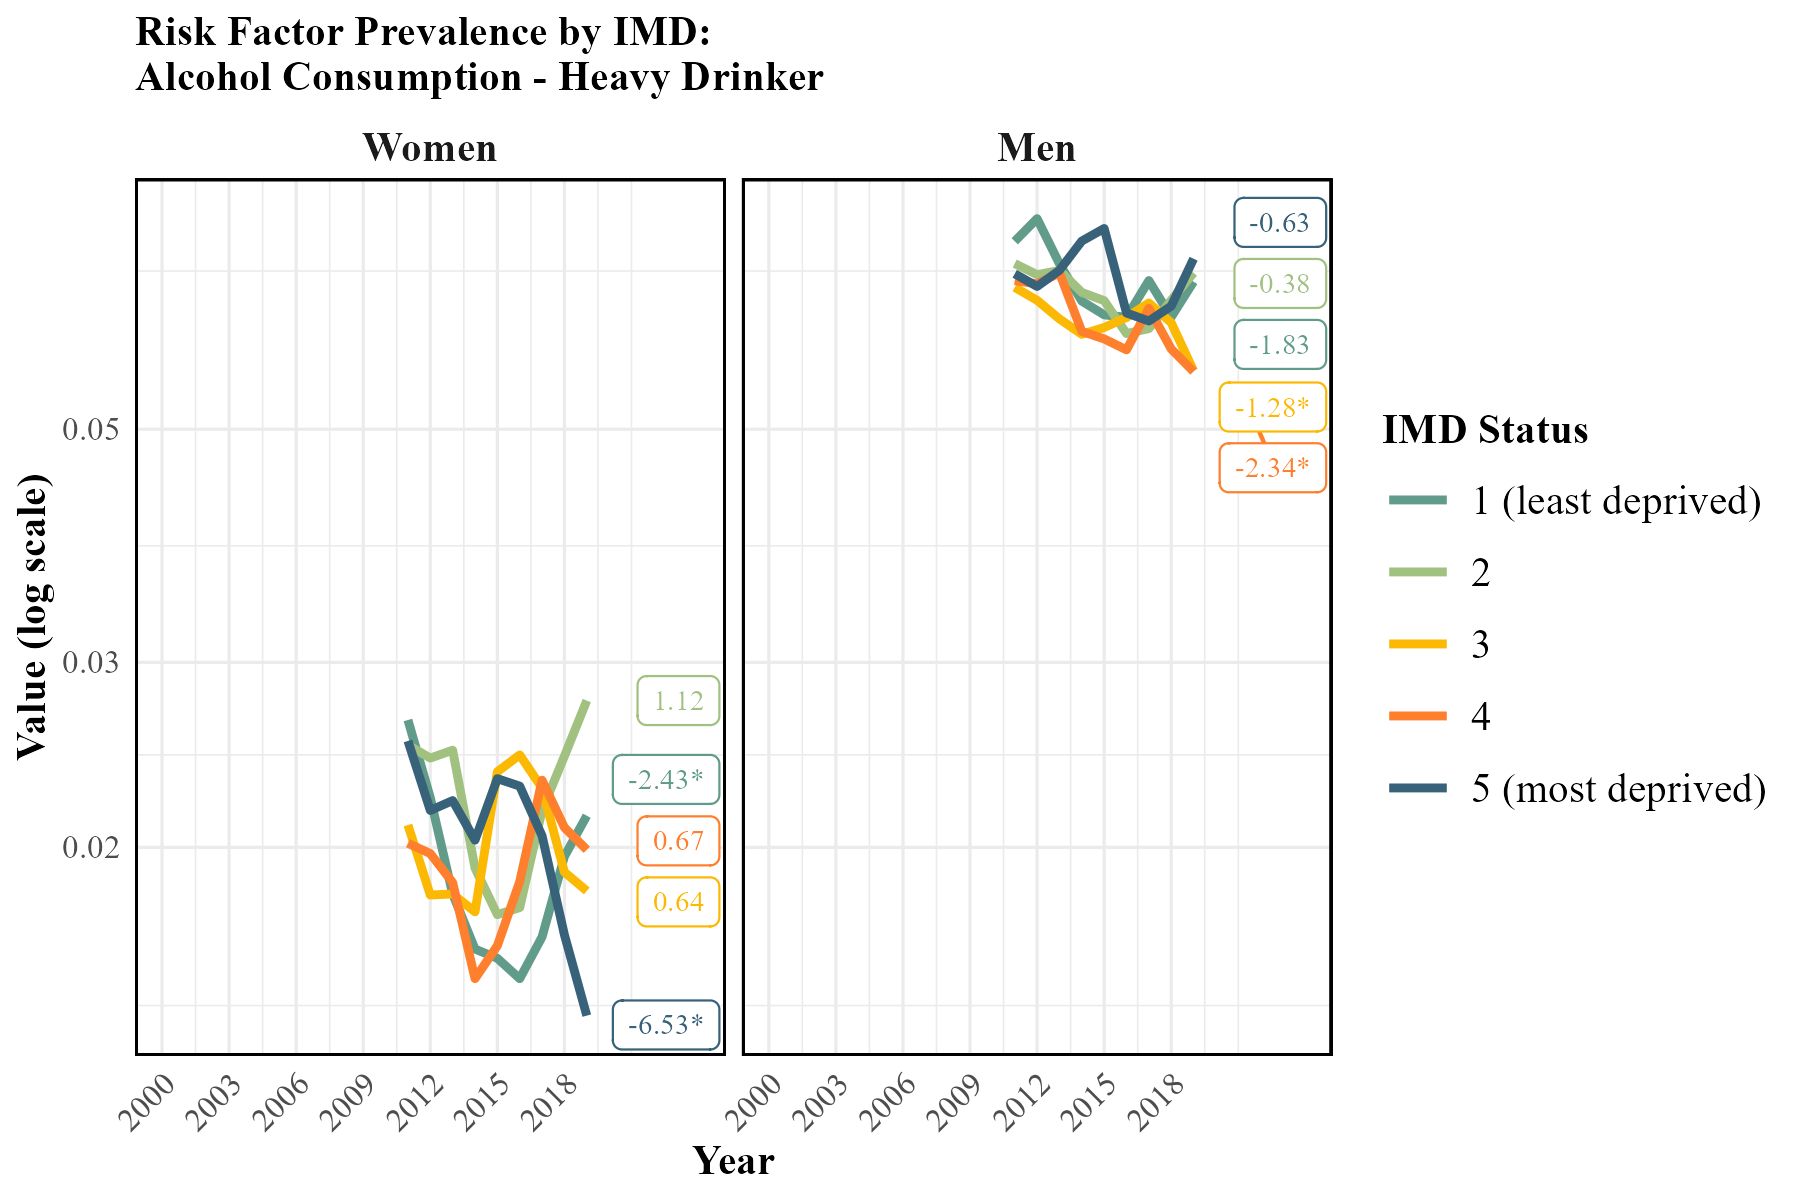 Risk Factor Prevalence by IMD:
Alcohol Consumption - Heavy Drinker
Women
Men
Value (log scale)
0.05
0.03
0.02
1.12
-2.43*
0.67
0.64
-6.53*
-0.63
-0.38
-1.83
-1.28*
-2.34*
2000 2003 2006 2009 2012 2015 2018
2000 2003 2006 2009 2012 2015 2018
Year
IMD Status
1 (least deprived)
2
3
4
5 (most deprived)